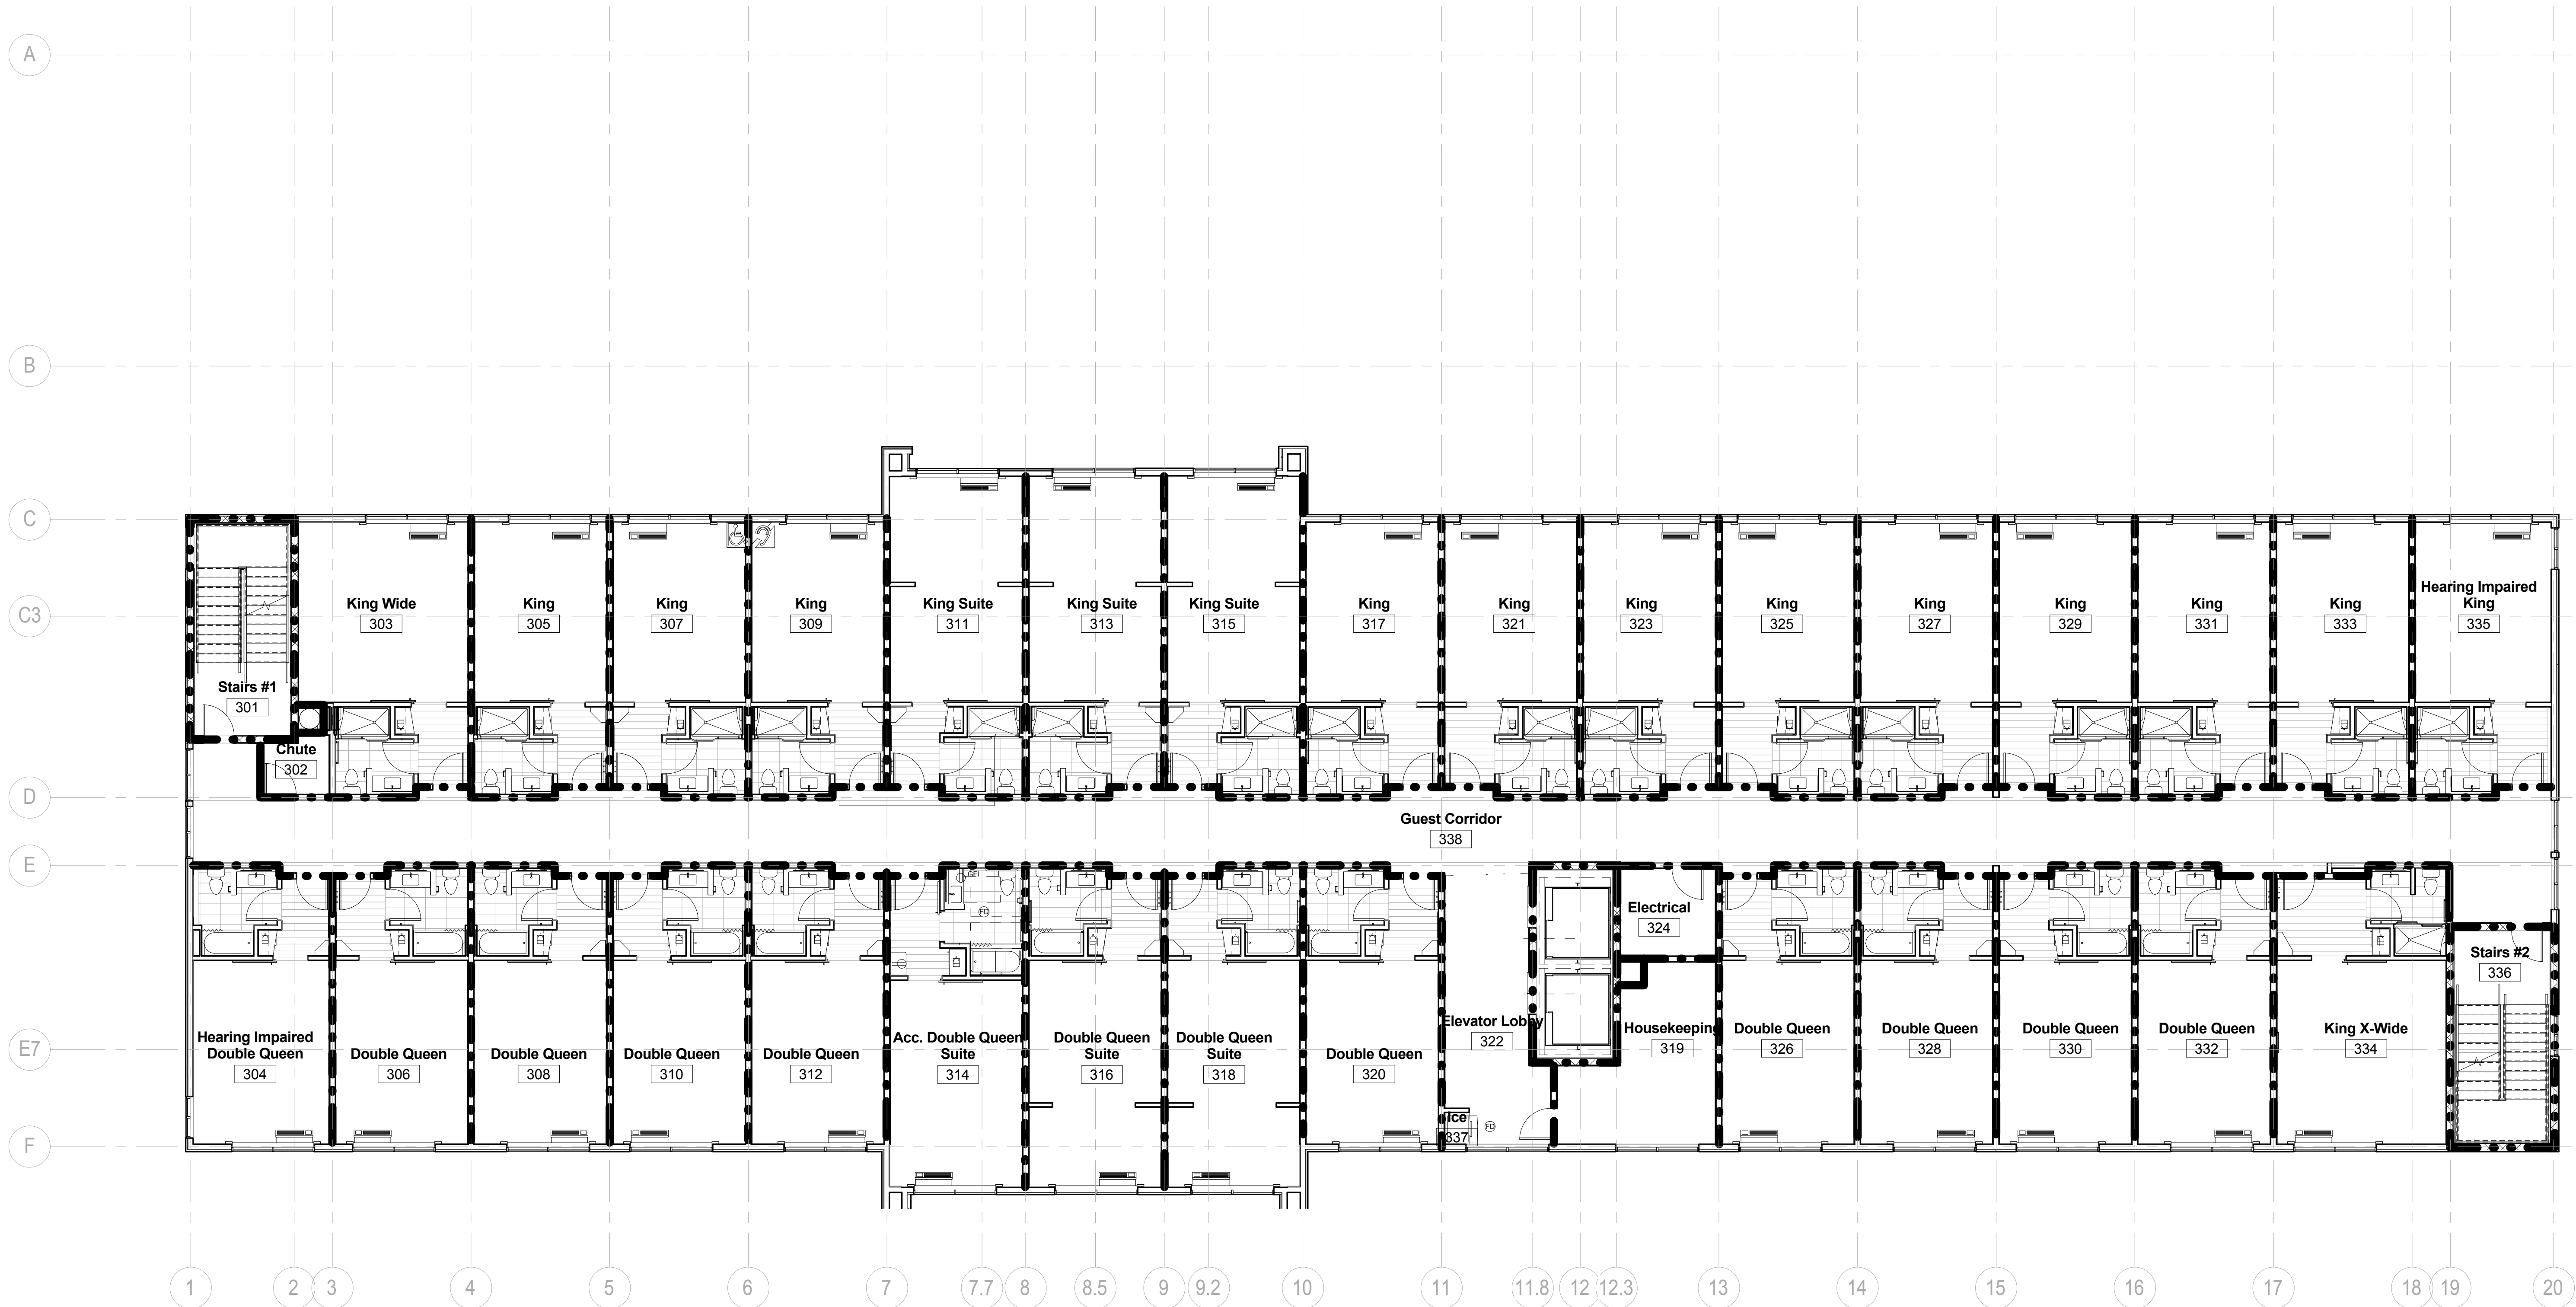 A
B
C
C3
King Wide
303
King
305
King
307
King
309
King Suite
311
King Suite
313
King Suite
315
King
317
King
321
King
323
King
325
King
327
King
329
King
331
King
333
Hearing Impaired
King
335
Stairs #1
301
Chute
302
D
Guest Corridor
338
E
GFI
FD
Electrical
324
Stairs #2
336
E7
Hearing Impaired
Double Queen
304
Double Queen
306
Double Queen
308
Double Queen
310
Double Queen
312
Acc. Double Queen
Suite
314
Double Queen
Suite
316
Double Queen
Suite
318
Double Queen
320
Elevator Lobby
322
Housekeeping
319
Double Queen
326
Double Queen
328
Double Queen
330
Double Queen
332
King X-Wide
334
Ice
337
FD
F
1
2
3
4
5
6
7
7.7
8
8.5
9
9.2
10
11
11.8
12
12.3
13
14
15
16
17
18
19
20